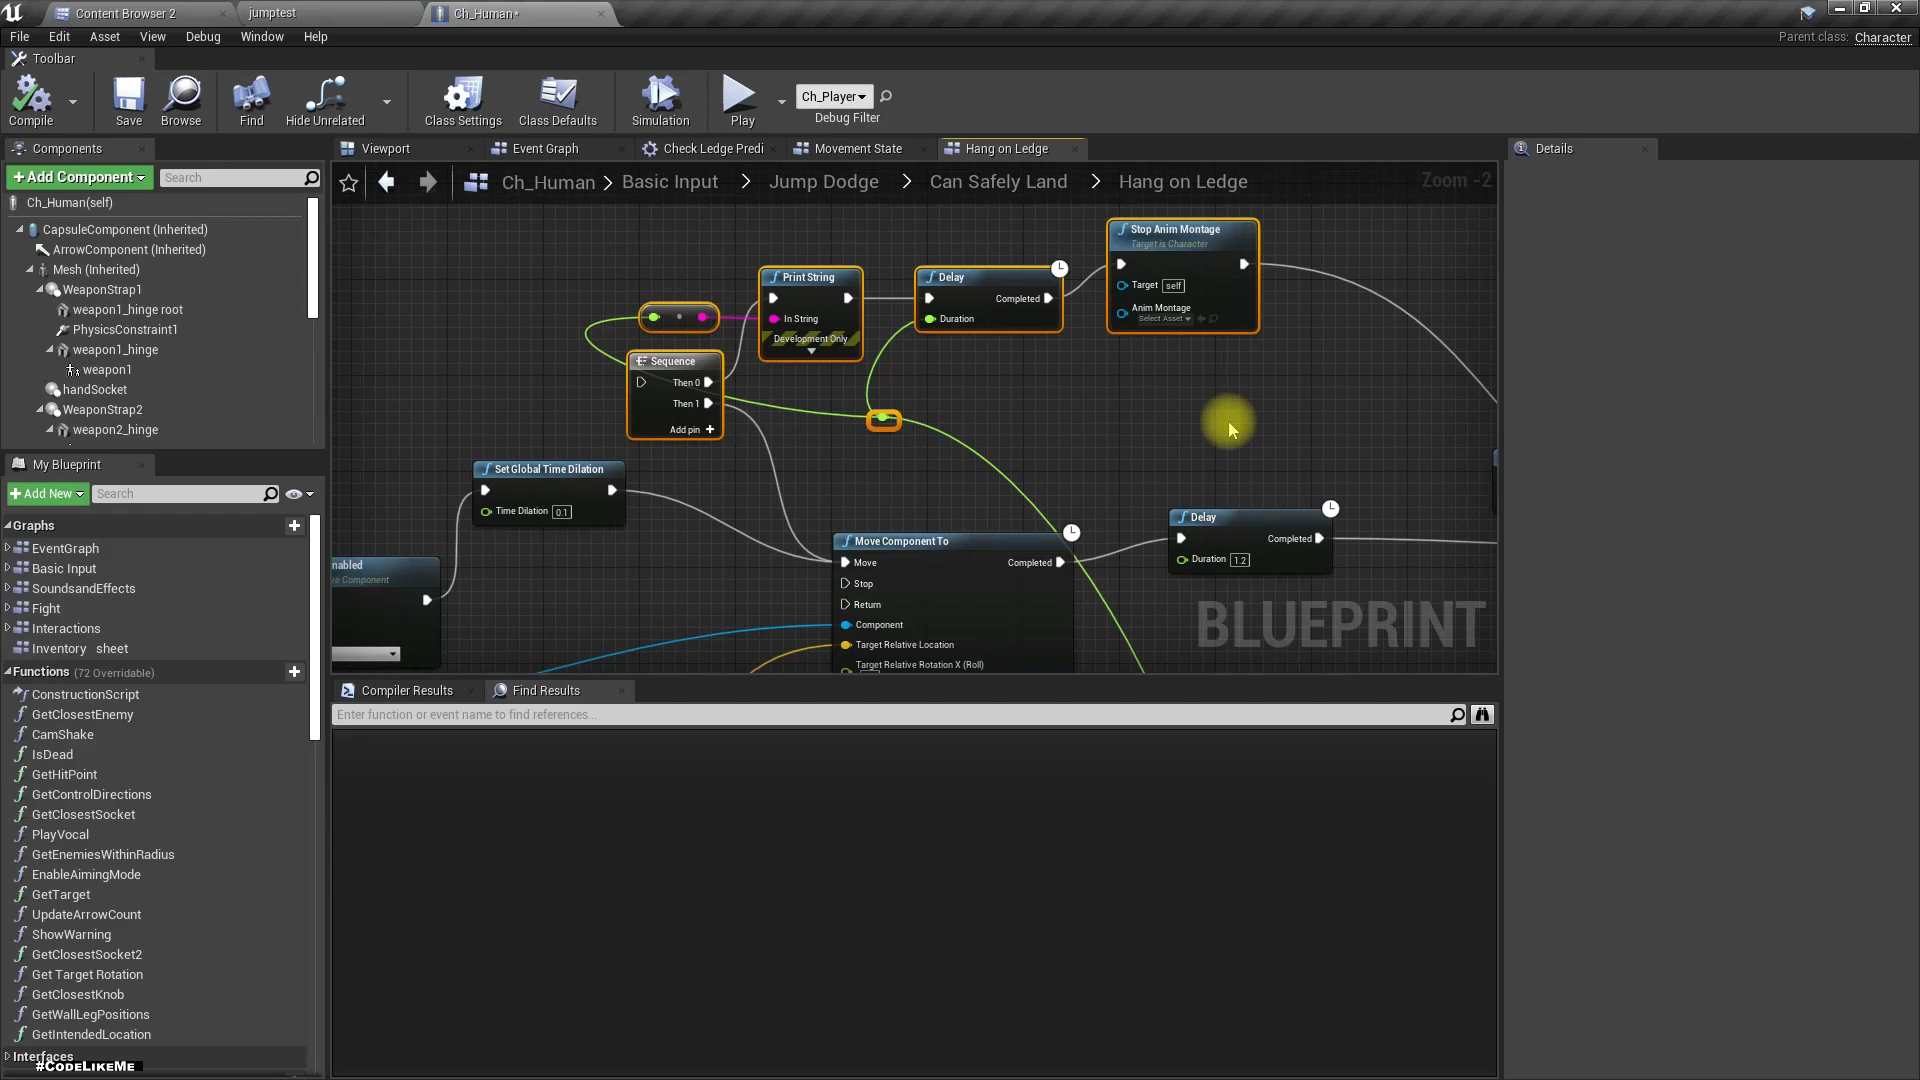 Content Browser 2
jumptest
Ch_Human*
File Edit Asset View Debug Window Help
Parent class: Character
Toolbar
Compile
Save
Browse
Find
Hide Unrelated
Class Settings
Class Defaults
Simulation
Play
Ch_Player
Debug Filter
Components
+Add Component
Search
Ch_Human(self)
CapsuleComponent (Inherited)
ArrowComponent (Inherited)
Mesh (Inherited)
WeaponStrap1
weapon1_hinge root
PhysicsConstraint1
weapon1_hinge
weapon1
handSocket
WeaponStrap2
weapon2_hinge
My Blueprint
+Add New
Search
Graphs
EventGraph
Basic Input
SoundsandEffects
Fight
Interactions
Inventory sheet
Functions (72 Overridable)
ConstructionScript
GetClosestEnemy
CamShake
IsDead
GetHitPoint
GetControlDirections
GetClosestSocket
PlayVocal
GetEnemiesWithinRadius
EnableAimingMode
GetTarget
UpdateArrowCount
ShowWarning
GetClosestSocket2
Get Target Rotation
GetClosestKnob
GetWallLegPositions
GetIntendedLocation
Interfaces
#CodeLikeMe
Viewport
Event Graph
Check Ledge Predi
Movement State
Hang on Ledge
Ch_Human > Basic Input > Jump Dodge > Can Safely Land > Hang on Ledge
Zoom -2
Stop Anim Montage
Target is Character
Target self
Anim Montage
Select Asset
Print String
In String
Development Only
Delay
Completed
Duration
Sequence
Then 0
Then 1
Add pin +
Set Global Time Dilation
Time Dilation 0.1
nabled
ve Component
Move Component To
Move
Completed
Stop
Return
Component
Target Relative Location
Target Relative Rotation X (Roll)
Delay
Completed
Duration 1.2
BLUEPRINT
Compiler Results
Find Results
Enter function or event name to find references...
Details